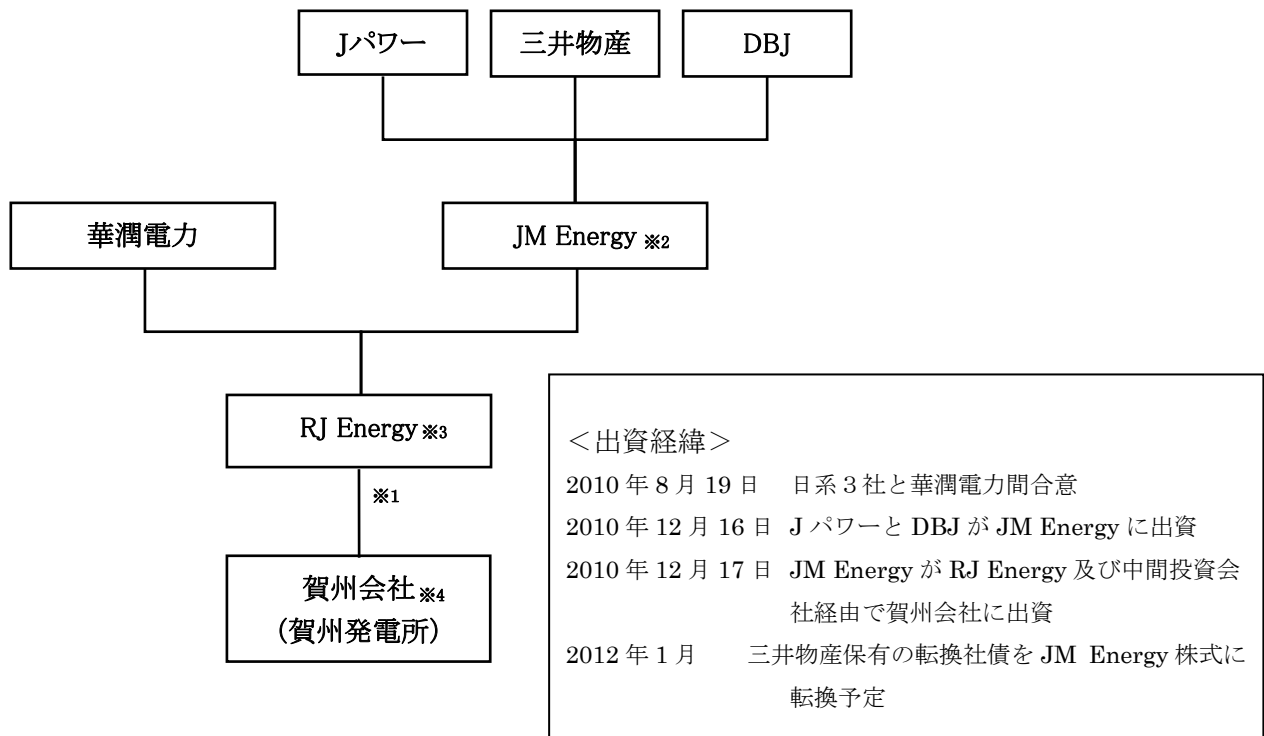 Jパワー
三井物産
DBJ
華潤電力
JM Energy ※2
RJ Energy ※3
※1
賀州会社 ※4
(賀州発電所)
＜出資経緯＞
2010 年 8 月 19 日 日系３社と華潤電力間合意
2010 年 12 月 16 日 J パワーと DBJ が JM Energy に出資
2010 年 12 月 17 日 JM Energy が RJ Energy 及び中間投資会
社経由で賀州会社に出資
2012 年 1 月 三井物産保有の転換社債を JM Energy 株式に
転換予定